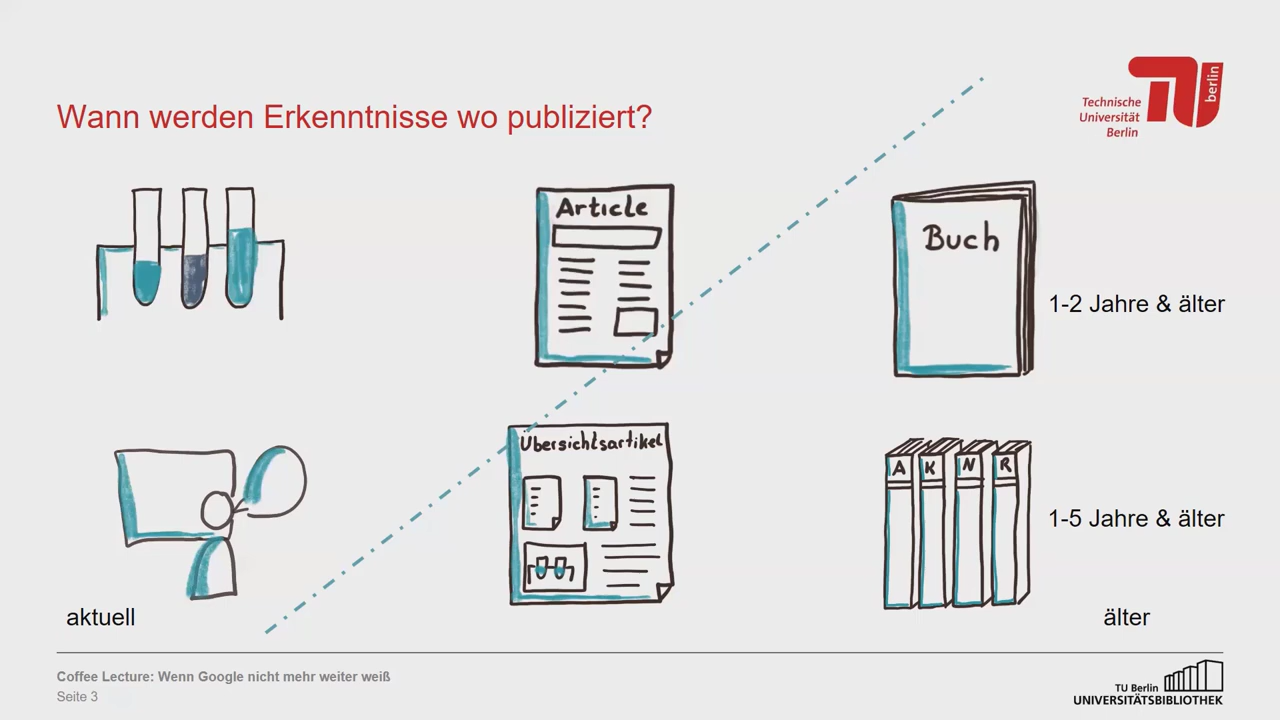 Wann werden Erkenntnisse wo publiziert?
Technische
Universität
Berlin
berlin
Article
Buch
1-2 Jahre & älter
Übersichtsartikel
A K N R
1-5 Jahre & älter
aktuell
älter
Coffee Lecture: Wenn Google nicht mehr weiter weiß
Seite 3
TU Berlin
UNIVERSITÄTSBIBLIOTHEK